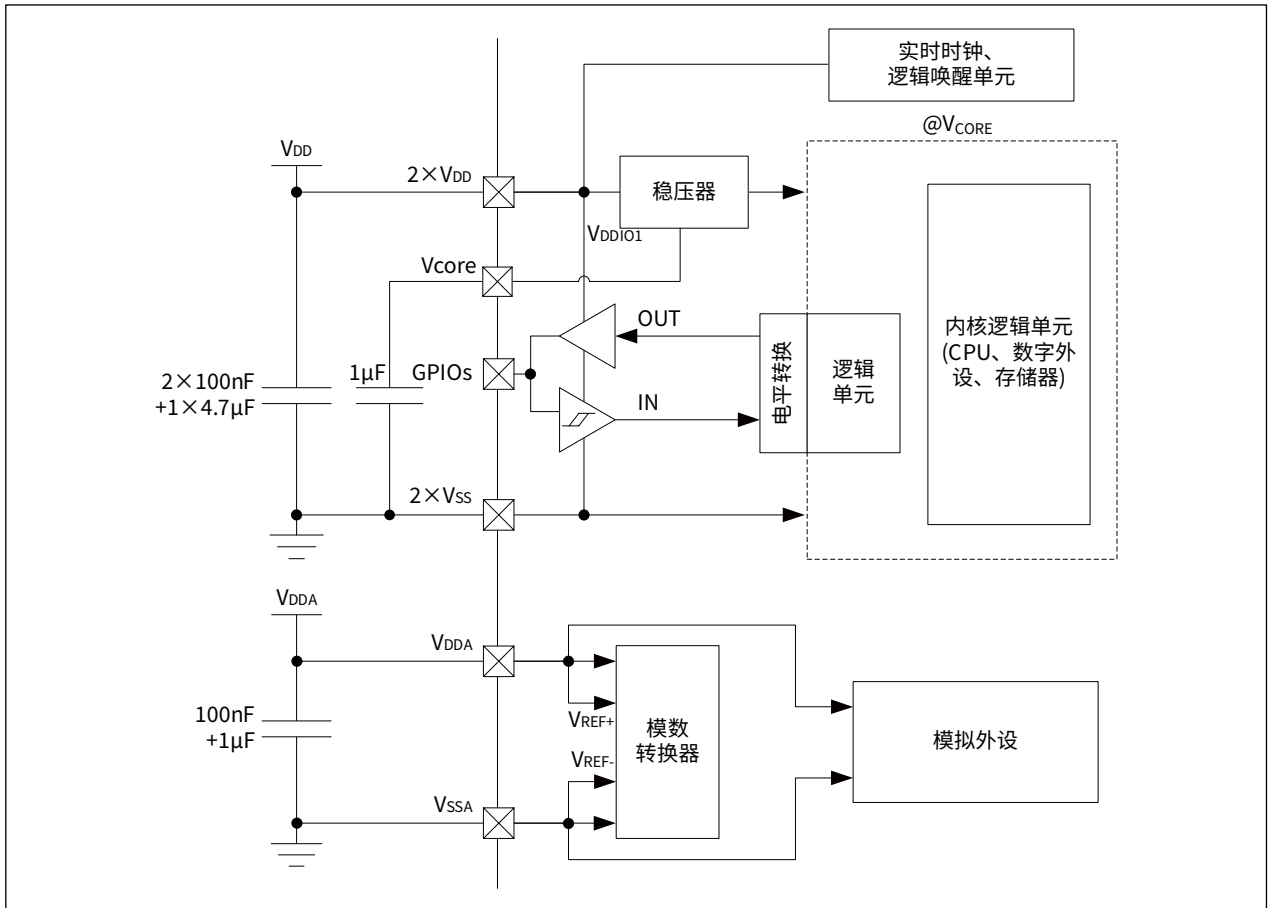 实时时钟、
逻辑唤醒单元
@VCORE
VDD
2×VDD
稳压器
VDDIO1
Vcore
OUT
GPIOs
1μF
2×100nF
+1×4.7μF
IN
电平转换
逻辑
单元
内核逻辑单元
(CPU、数字外
设、存储器)
2×VSS
VDDA
VDDA
100nF
+1μF
VREF+
VREF-
模数
转换器
模拟外设
VSSA